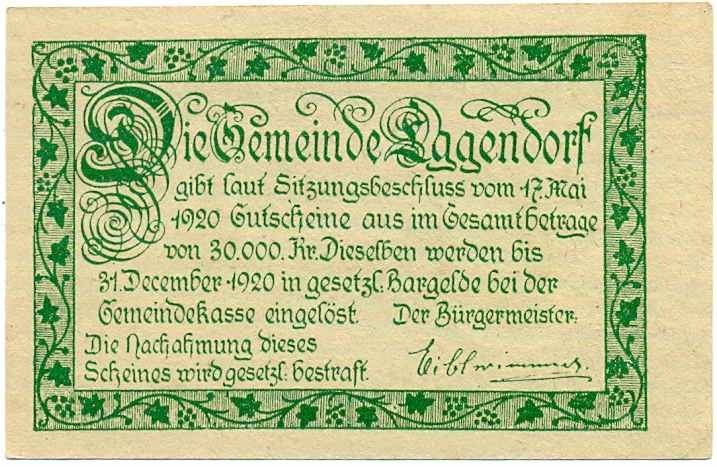 Die Gemeinde Eggendorf
gibt laut Sitzungsbeschluss vom 17. Mai
1920 Gutscheine aus im Gesamtbetrage
von 30.000. Kr. Dieselben werden bis
31. December 1920 in gesetzl. Bargelde bei der
Gemeindekasse eingelöst. Der Bürgermeister:
Die Nachahmung dieses
Scheines wird gesetzl. bestraft. Eiblwimmer.